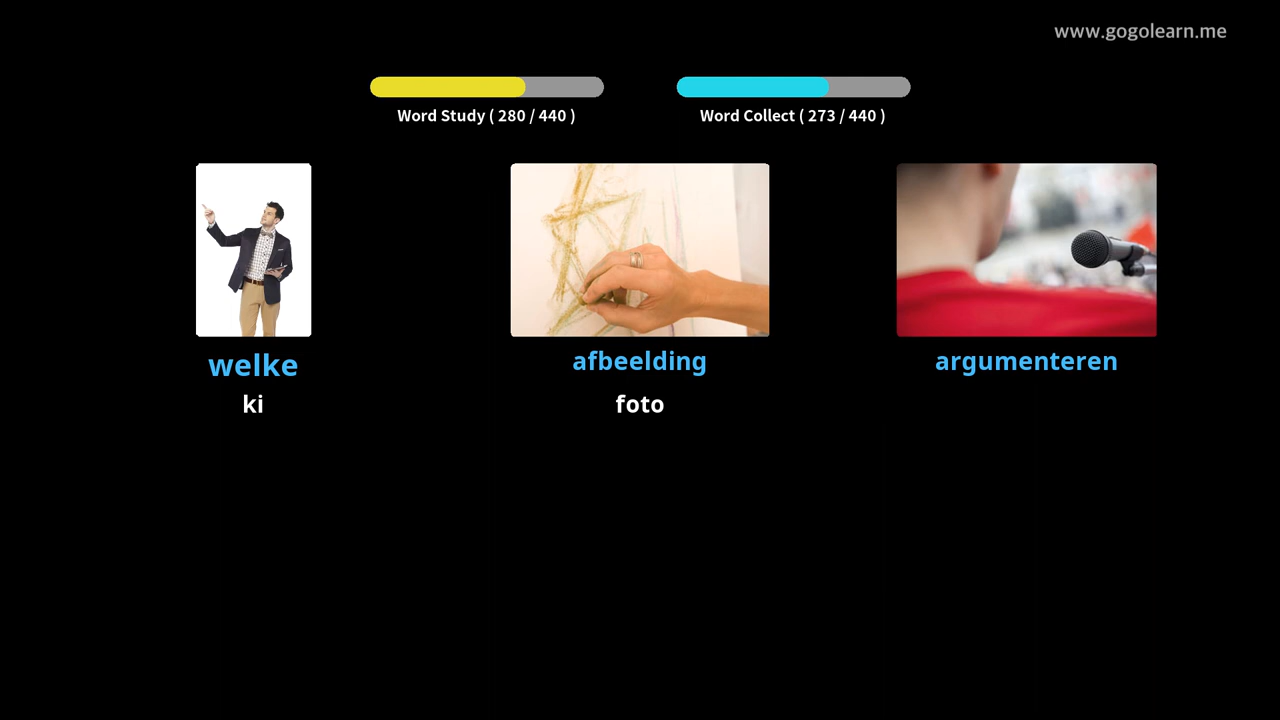 www.gogolearn.me
Word Study ( 280 / 440 )
Word Collect ( 273 / 440 )
welke
afbeelding
argumenteren
ki
foto